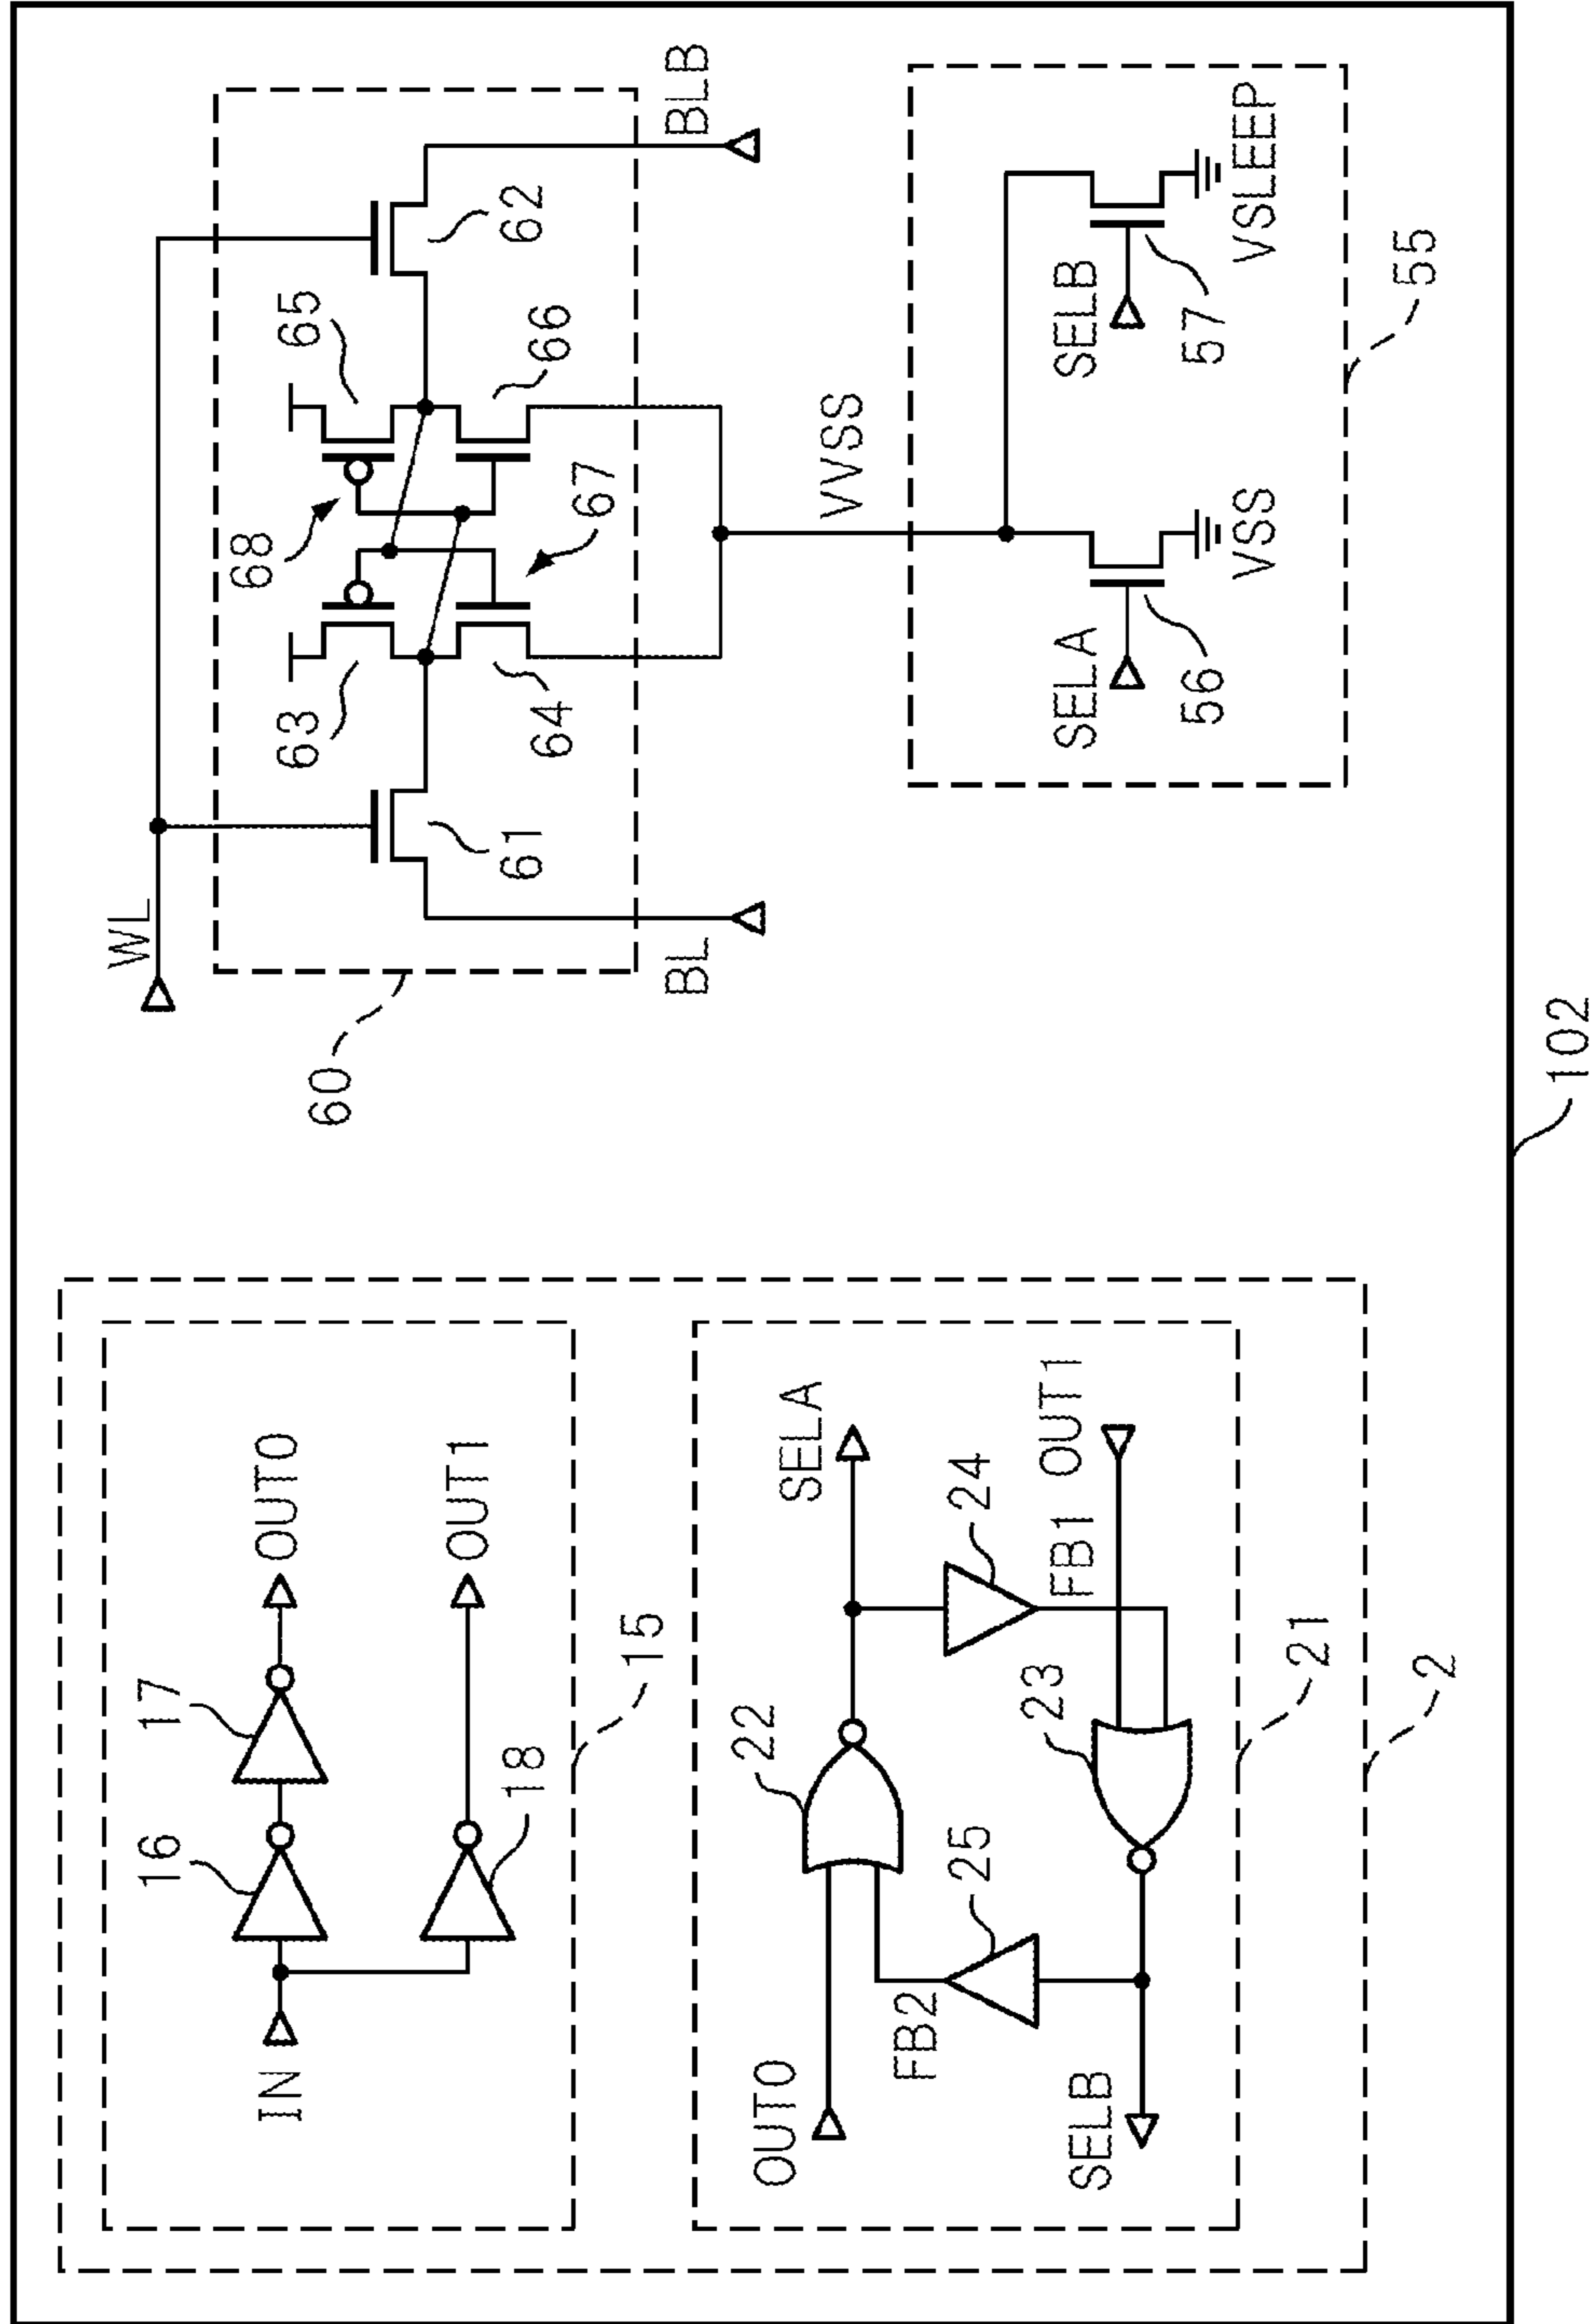 IN
16
17
OUT0
18
OUT1
15
OUT0
22
SELA
FB2
25
24
FB1
OUT1
SELB
23
21
2
WL
60
63
68
65
61
64
67
66
62
BL
BLB
VVSS
SELA
56
VSS
SELB
57
VSLEEP
55
102